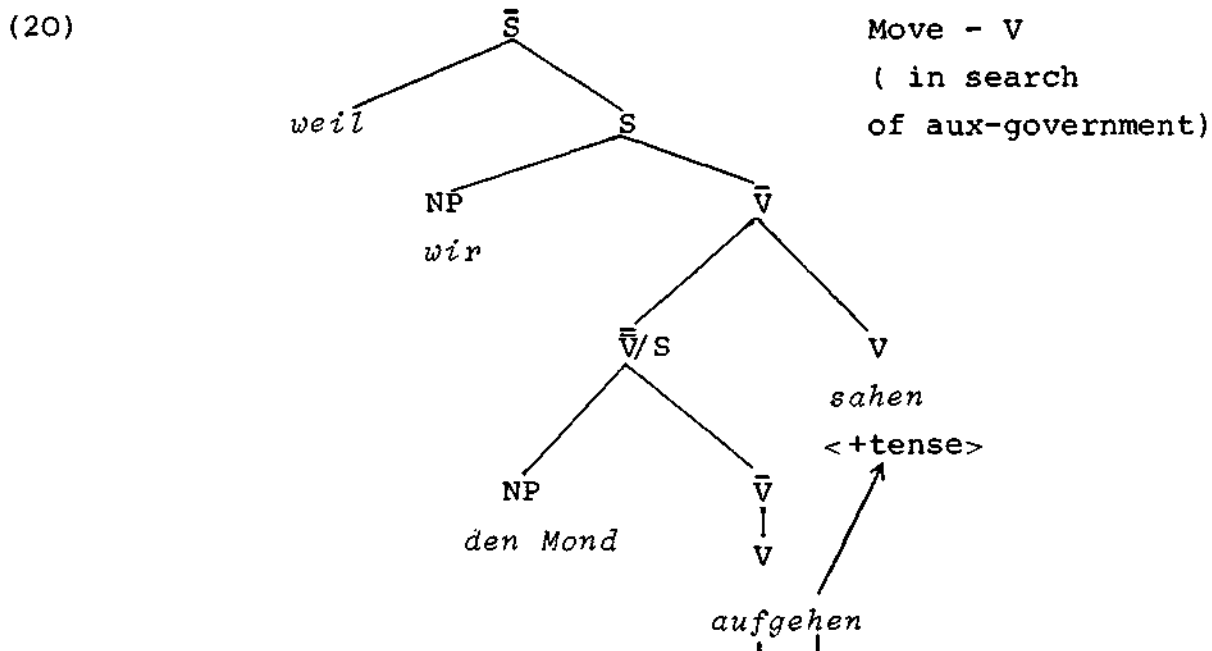 (20) S̄ Move - V
( in search
weil S of aux-government)
NP V̄
wir
V̿/S V
sahen
<+tense>
NP V̄
den Mond V
aufgehen